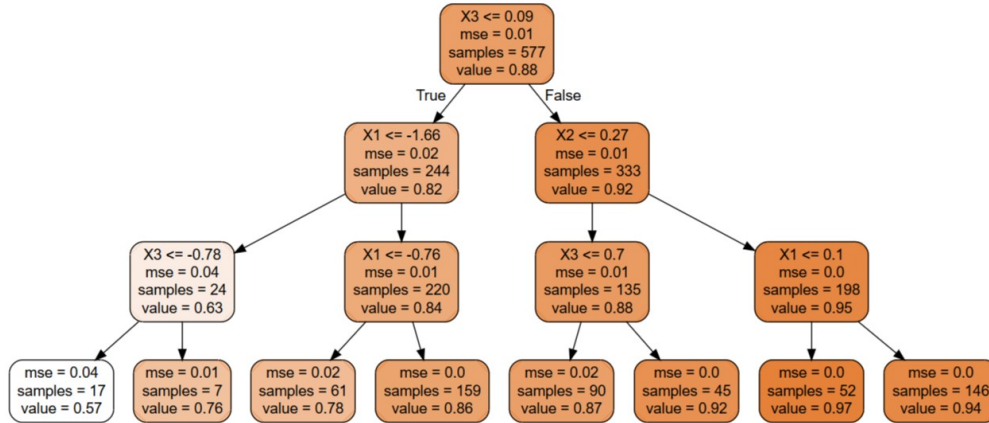 X3 <= 0.09
mse = 0.01
samples = 577
value = 0.88
True
False
X1 <= -1.66
mse = 0.02
samples = 244
value = 0.82
X2 <= 0.27
mse = 0.01
samples = 333
value = 0.92
X3 <= -0.78
mse = 0.04
samples = 24
value = 0.63
X1 <= -0.76
mse = 0.01
samples = 220
value = 0.84
X3 <= 0.7
mse = 0.01
samples = 135
value = 0.88
X1 <= 0.1
mse = 0.0
samples = 198
value = 0.95
mse = 0.04
samples = 17
value = 0.57
mse = 0.01
samples = 7
value = 0.76
mse = 0.02
samples = 61
value = 0.78
mse = 0.0
samples = 159
value = 0.86
mse = 0.02
samples = 90
value = 0.87
mse = 0.0
samples = 45
value = 0.92
mse = 0.0
samples = 52
value = 0.97
mse = 0.0
samples = 146
value = 0.94